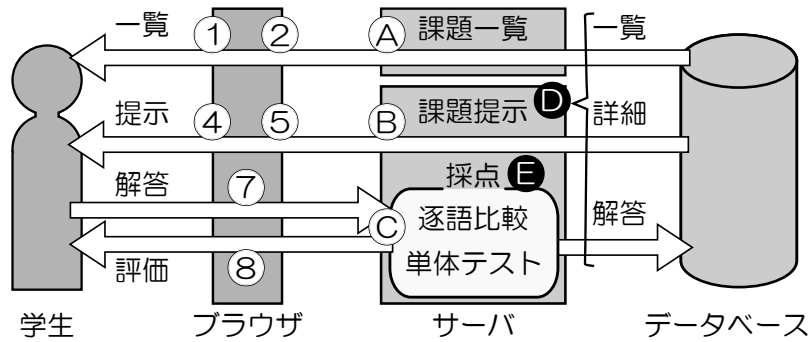 一覧 ① ② Ⓐ 課題一覧 一覧
提示 ④ ⑤ Ⓑ 課題提示 D 詳細
採点 E
解答 ⑦ Ⓒ 逐語比較 解答
評価 ⑧ 単体テスト
学生 ブラウザ サーバ データベース